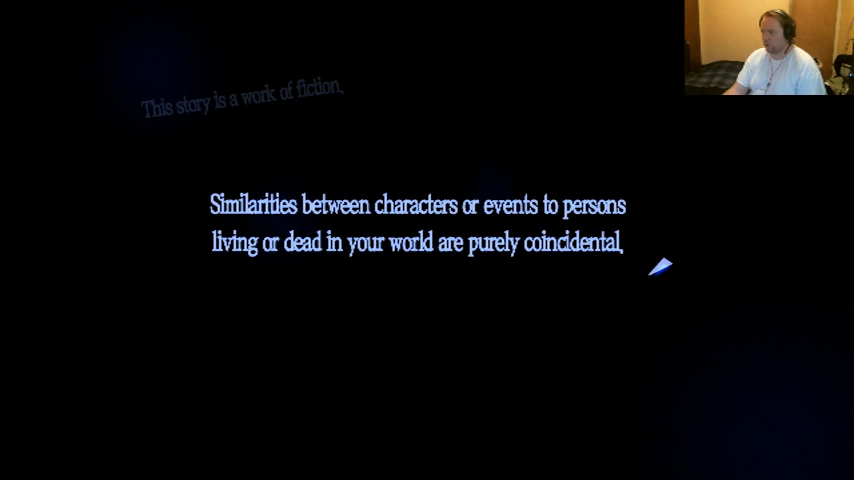 This story is a work of fiction.
Similarities between characters or events to persons
living or dead in your world are purely coincidental.